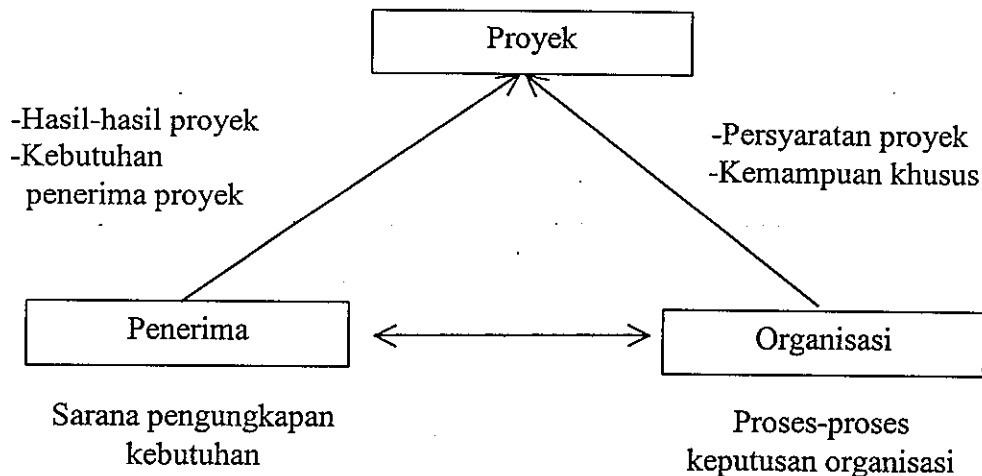 Proyek
-Hasil-hasil proyek
-Kebutuhan
penerima proyek
-Persyaratan proyek
-Kemampuan khusus
Penerima
Organisasi
Sarana pengungkapan
kebutuhan
Proses-proses
keputusan organisasi